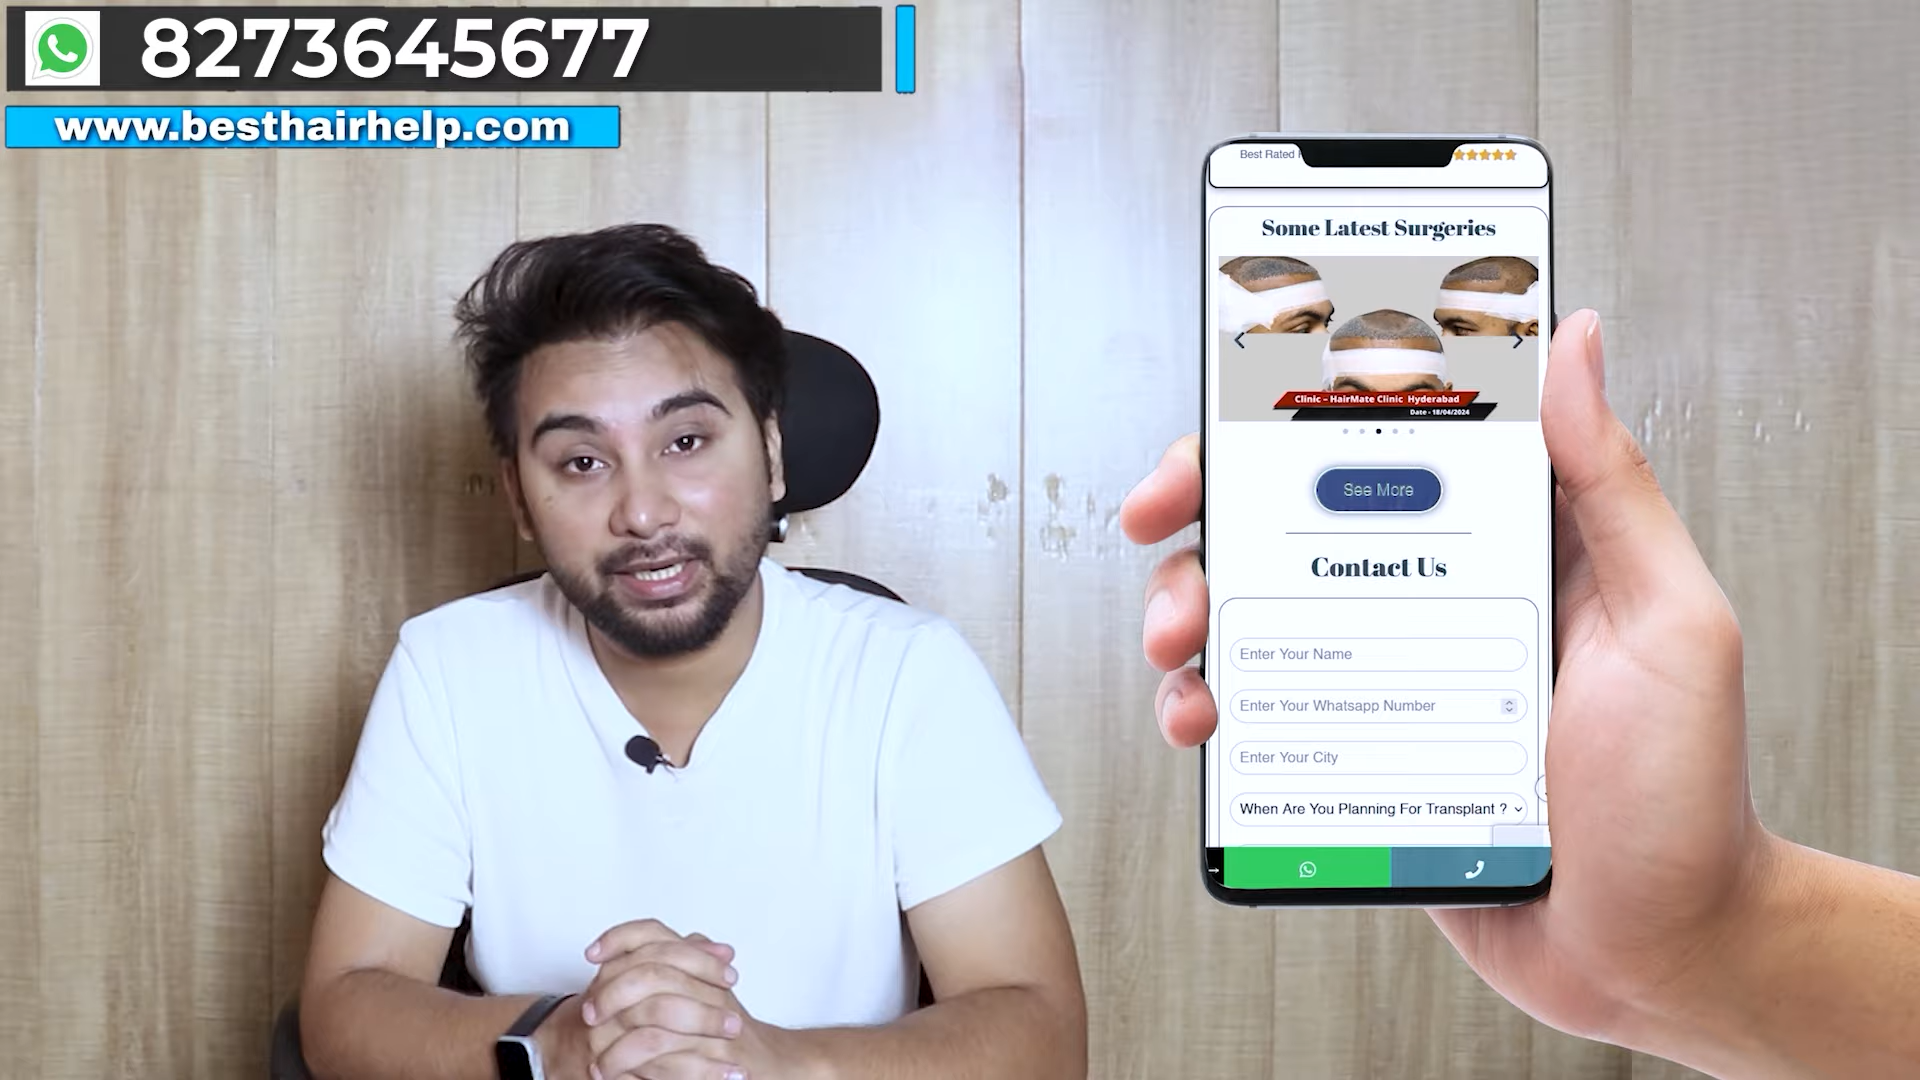 8273645677
www.besthairhelp.com
Best Rated
Some Latest Surgeries
Clinic - HairMate Clinic Hyderabad
Date - 18/04/2024
See More
Contact Us
Enter Your Name
Enter Your Whatsapp Number
Enter Your City
When Are You Planning For Transplant ?